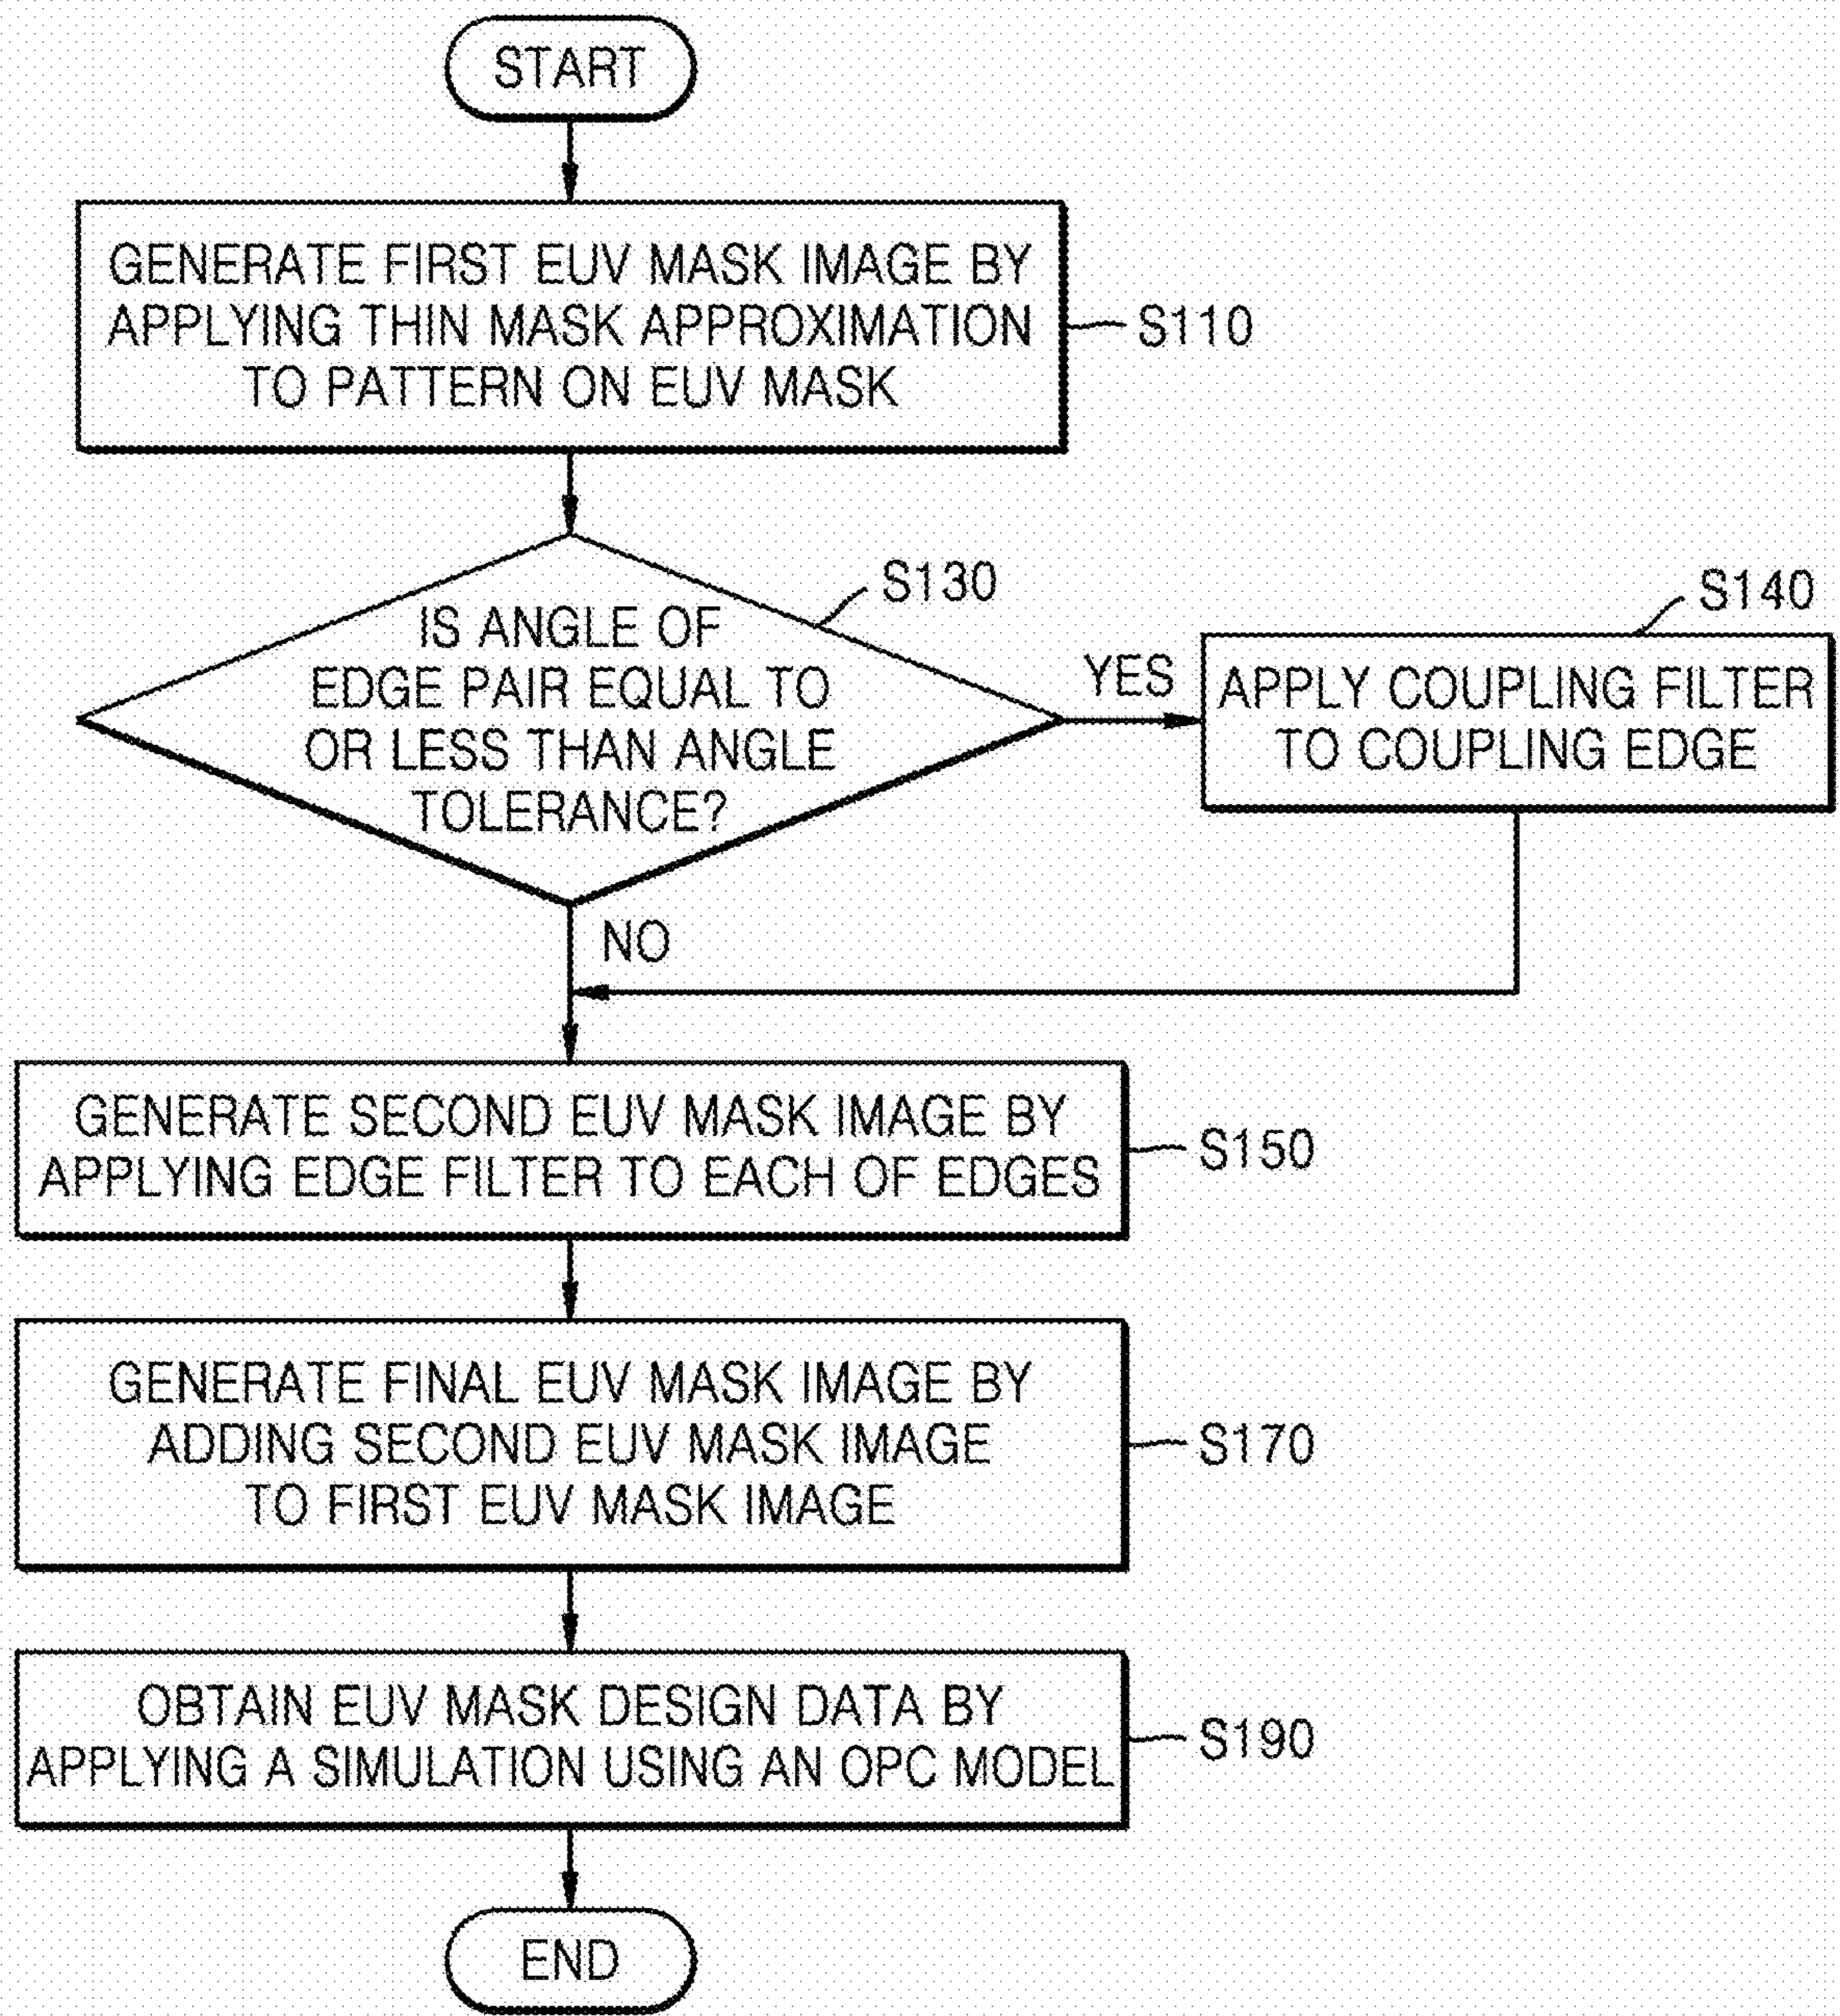 START
GENERATE FIRST EUV MASK IMAGE BY
APPLYING THIN MASK APPROXIMATION
TO PATTERN ON EUV MASK
S110
S130
IS ANGLE OF
EDGE PAIR EQUAL TO
OR LESS THAN ANGLE
TOLERANCE?
YES
S140
APPLY COUPLING FILTER
TO COUPLING EDGE
NO
GENERATE SECOND EUV MASK IMAGE BY
APPLYING EDGE FILTER TO EACH OF EDGES
S150
GENERATE FINAL EUV MASK IMAGE BY
ADDING SECOND EUV MASK IMAGE
TO FIRST EUV MASK IMAGE
S170
OBTAIN EUV MASK DESIGN DATA BY
APPLYING A SIMULATION USING AN OPC MODEL
S190
END